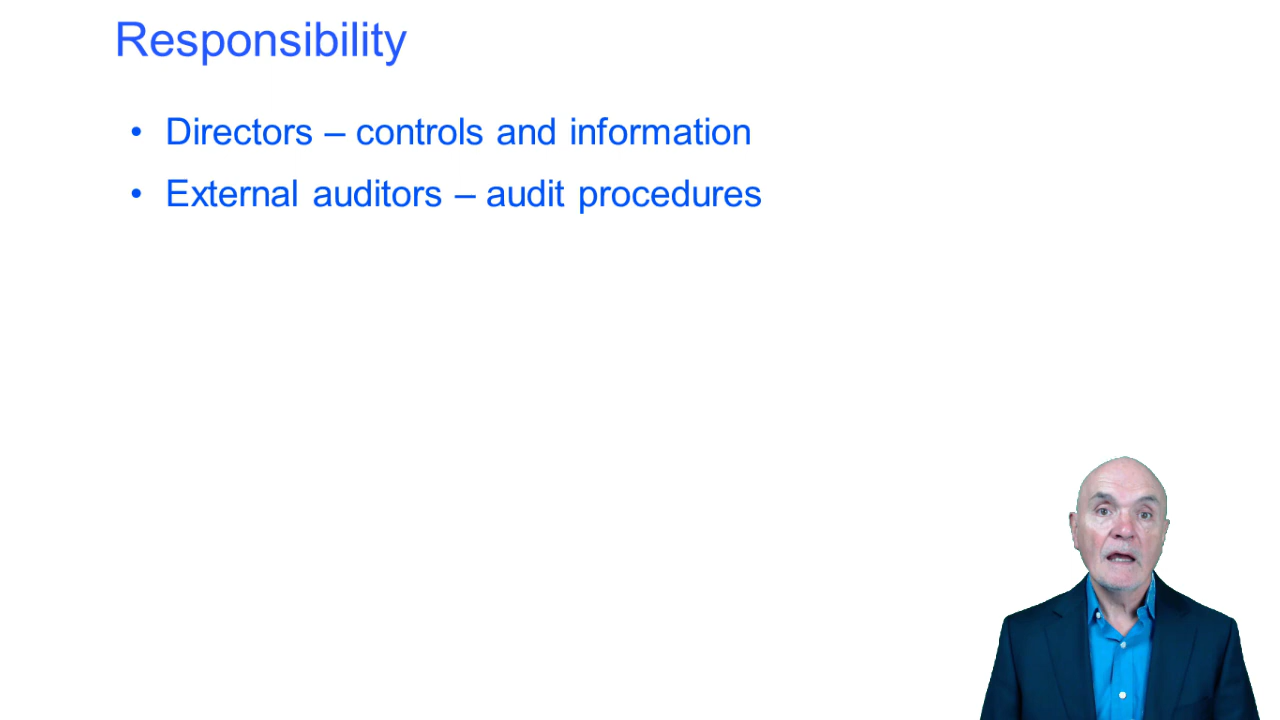 Responsibility
• Directors – controls and information
• External auditors – audit procedures